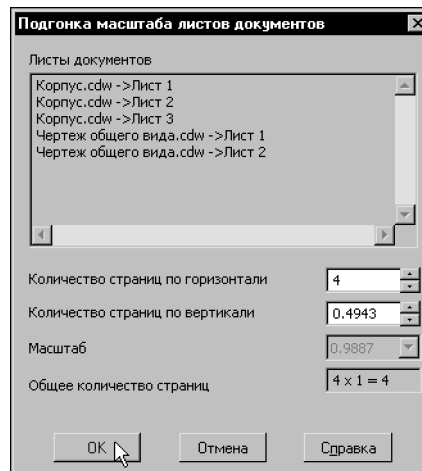 Подгонка масштаба листов документов
Листы документов
Корпус.cdw ->Лист 1
Корпус.cdw ->Лист 2
Корпус.cdw ->Лист 3
Чертеж общего вида.cdw ->Лист 1
Чертеж общего вида.cdw ->Лист 2
Количество страниц по горизонтали 4
Количество страниц по вертикали 0.4943
Масштаб 0.9887
Общее количество страниц 4 x 1 = 4
OK Отмена Справка